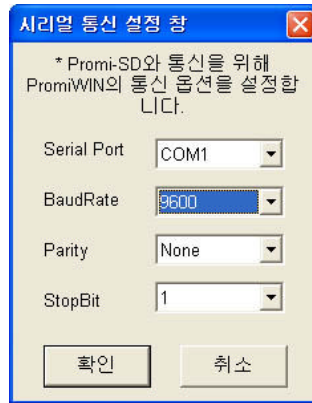 시리얼 통신 설정 창
* Promi-SD와 통신을 위해
PromiWIN의 통신 옵션을 설정합
니다.
Serial Port COM1
BaudRate 9600
Parity None
StopBit 1
확인 취소